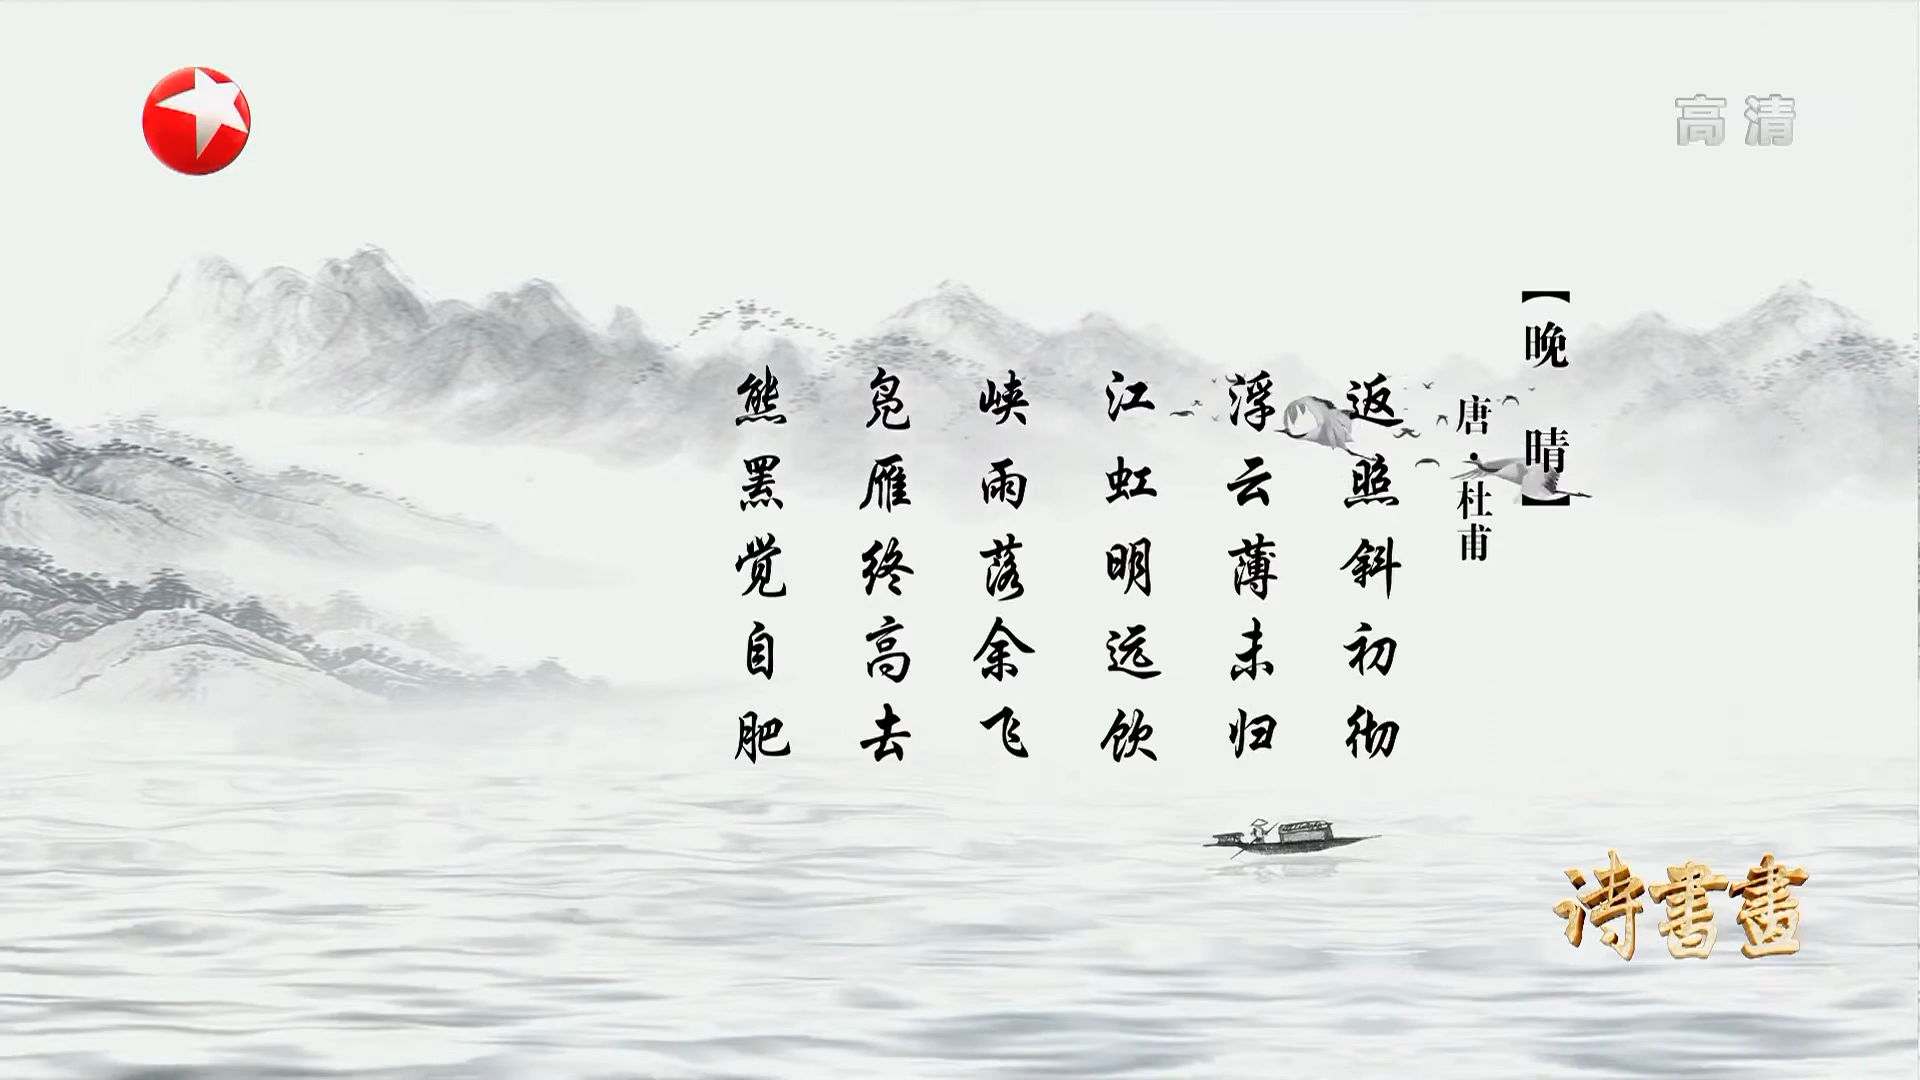 高清
【晚晴】
唐·杜甫
返照斜初彻
浮云薄未归
江虹明远饮
峡雨落余飞
凫雁终高去
熊罴觉自肥
诗書畫